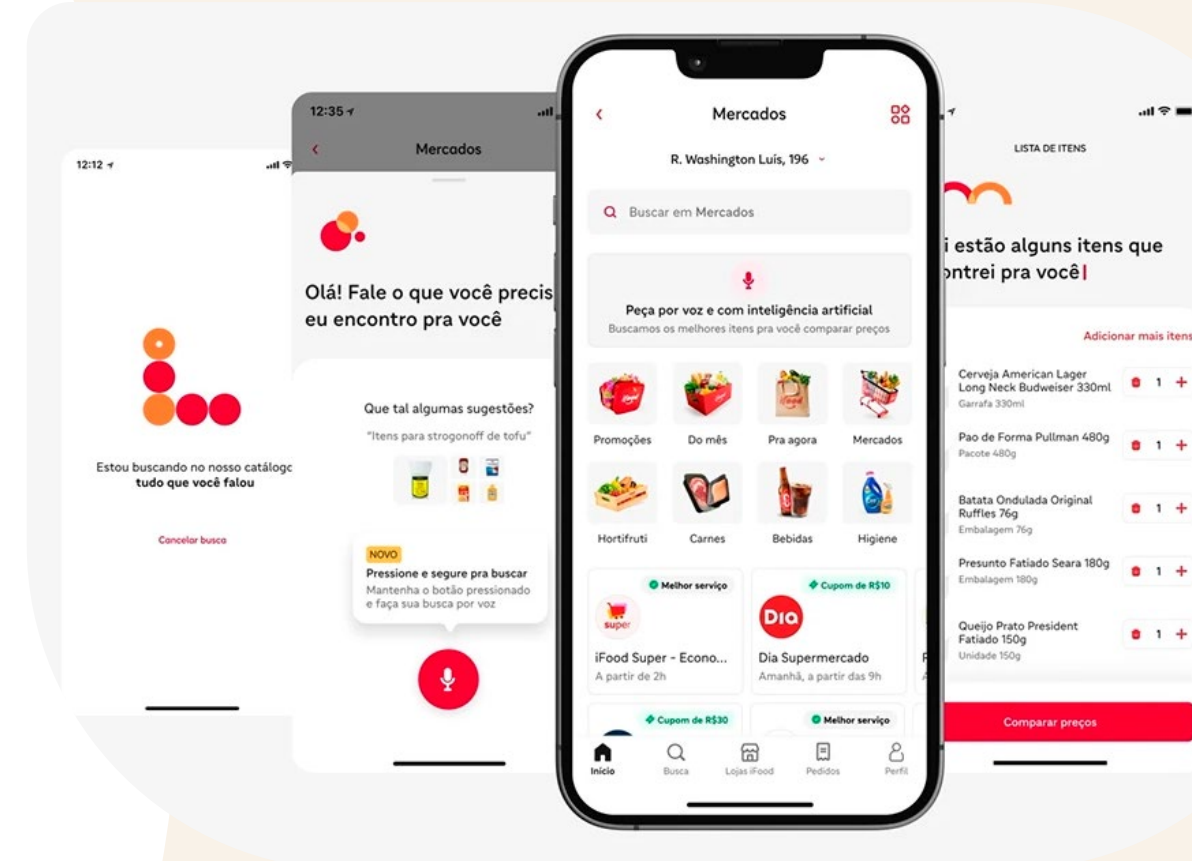 12:12
Estou buscando no nosso catálogo
tudo que você falou
Cancelar busca
12:35
Mercados
Olá! Fale o que você precis
eu encontro pra você
Que tal algumas sugestões?
"Itens para strogonoff de tofu"
NOVO
Pressione e segure pra buscar
Mantenha o botão pressionado
e faça sua busca por voz
Mercados
R. Washington Luís, 196
Buscar em Mercados
Peça por voz e com inteligência artificial
Buscamos os melhores itens pra você comparar preços
Promoções
Do mês
Pra agora
Mercados
Hortifruti
Carnes
Bebidas
Higiene
Melhor serviço
super
iFood Super - Econo...
A partir de 2h
Cupom de R$10
Dia
Dia Supermercado
Amanhã, a partir das 9h
Cupom de R$30
Melhor serviço
Início
Busca
Lojas iFood
Pedidos
Perfil
LISTA DE ITENS
i estão alguns itens que
ontrei pra você
Adicionar mais itens
Cerveja American Lager
Long Neck Budweiser 330ml
Garrafa 330ml
1
Pao de Forma Pullman 480g
Pacote 480g
1
Batata Ondulada Original
Ruffles 76g
Embalagem 76g
1
Presunto Fatiado Seara 180g
Embalagem 180g
1
Queijo Prato President
Fatiado 150g
Unidade 150g
1
Comparar preços